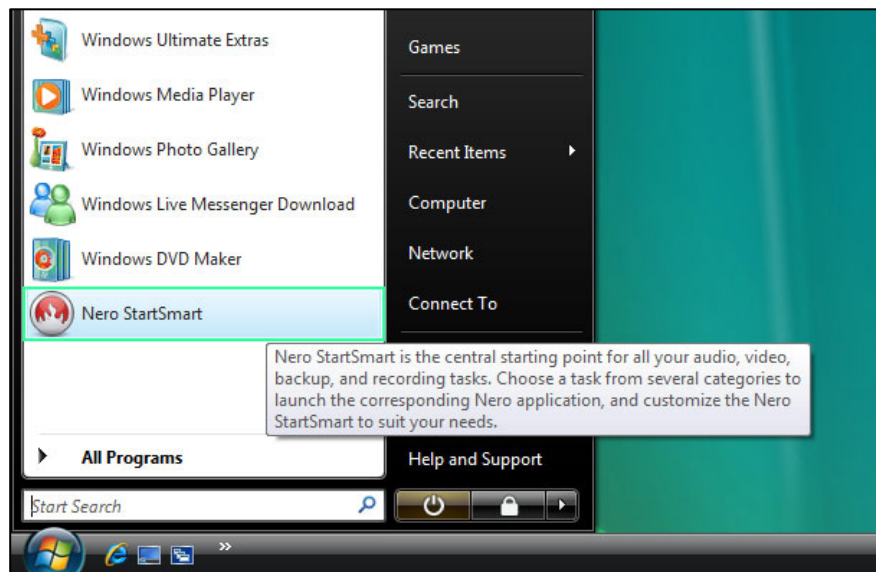 Windows Ultimate Extras
Windows Media Player
Windows Photo Gallery
Windows Live Messenger Download
Windows DVD Maker
Nero StartSmart
All Programs
Start Search
Games
Search
Recent Items
Computer
Network
Connect To
Nero StartSmart is the central starting point for all your audio, video,
backup, and recording tasks. Choose a task from several categories to
launch the corresponding Nero application, and customize the Nero
StartSmart to suit your needs.
Help and Support